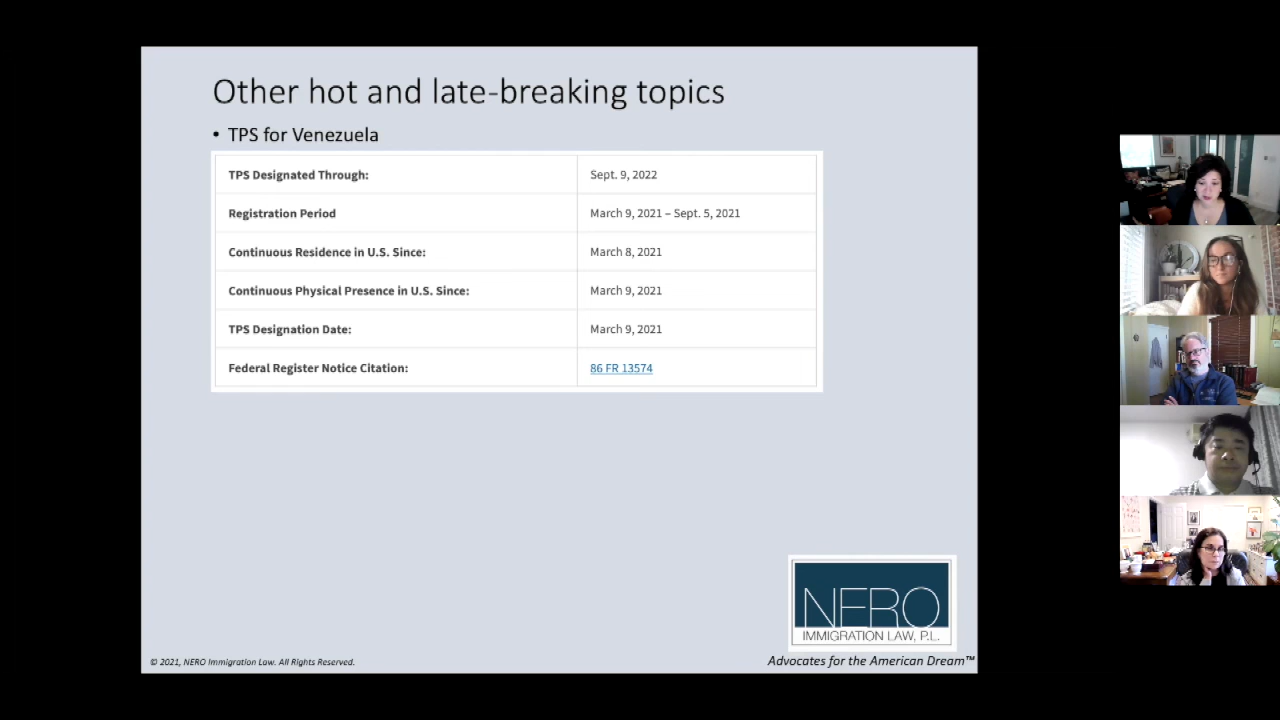 Other hot and late-breaking topics
• TPS for Venezuela
TPS Designated Through: Sept. 9, 2022
Registration Period March 9, 2021 – Sept. 5, 2021
Continuous Residence in U.S. Since: March 8, 2021
Continuous Physical Presence in U.S. Since: March 9, 2021
TPS Designation Date: March 9, 2021
Federal Register Notice Citation: 86 FR 13574
NERO
IMMIGRATION LAW, P.L.
© 2021, NERO Immigration Law. All Rights Reserved.
Advocates for the American Dream™